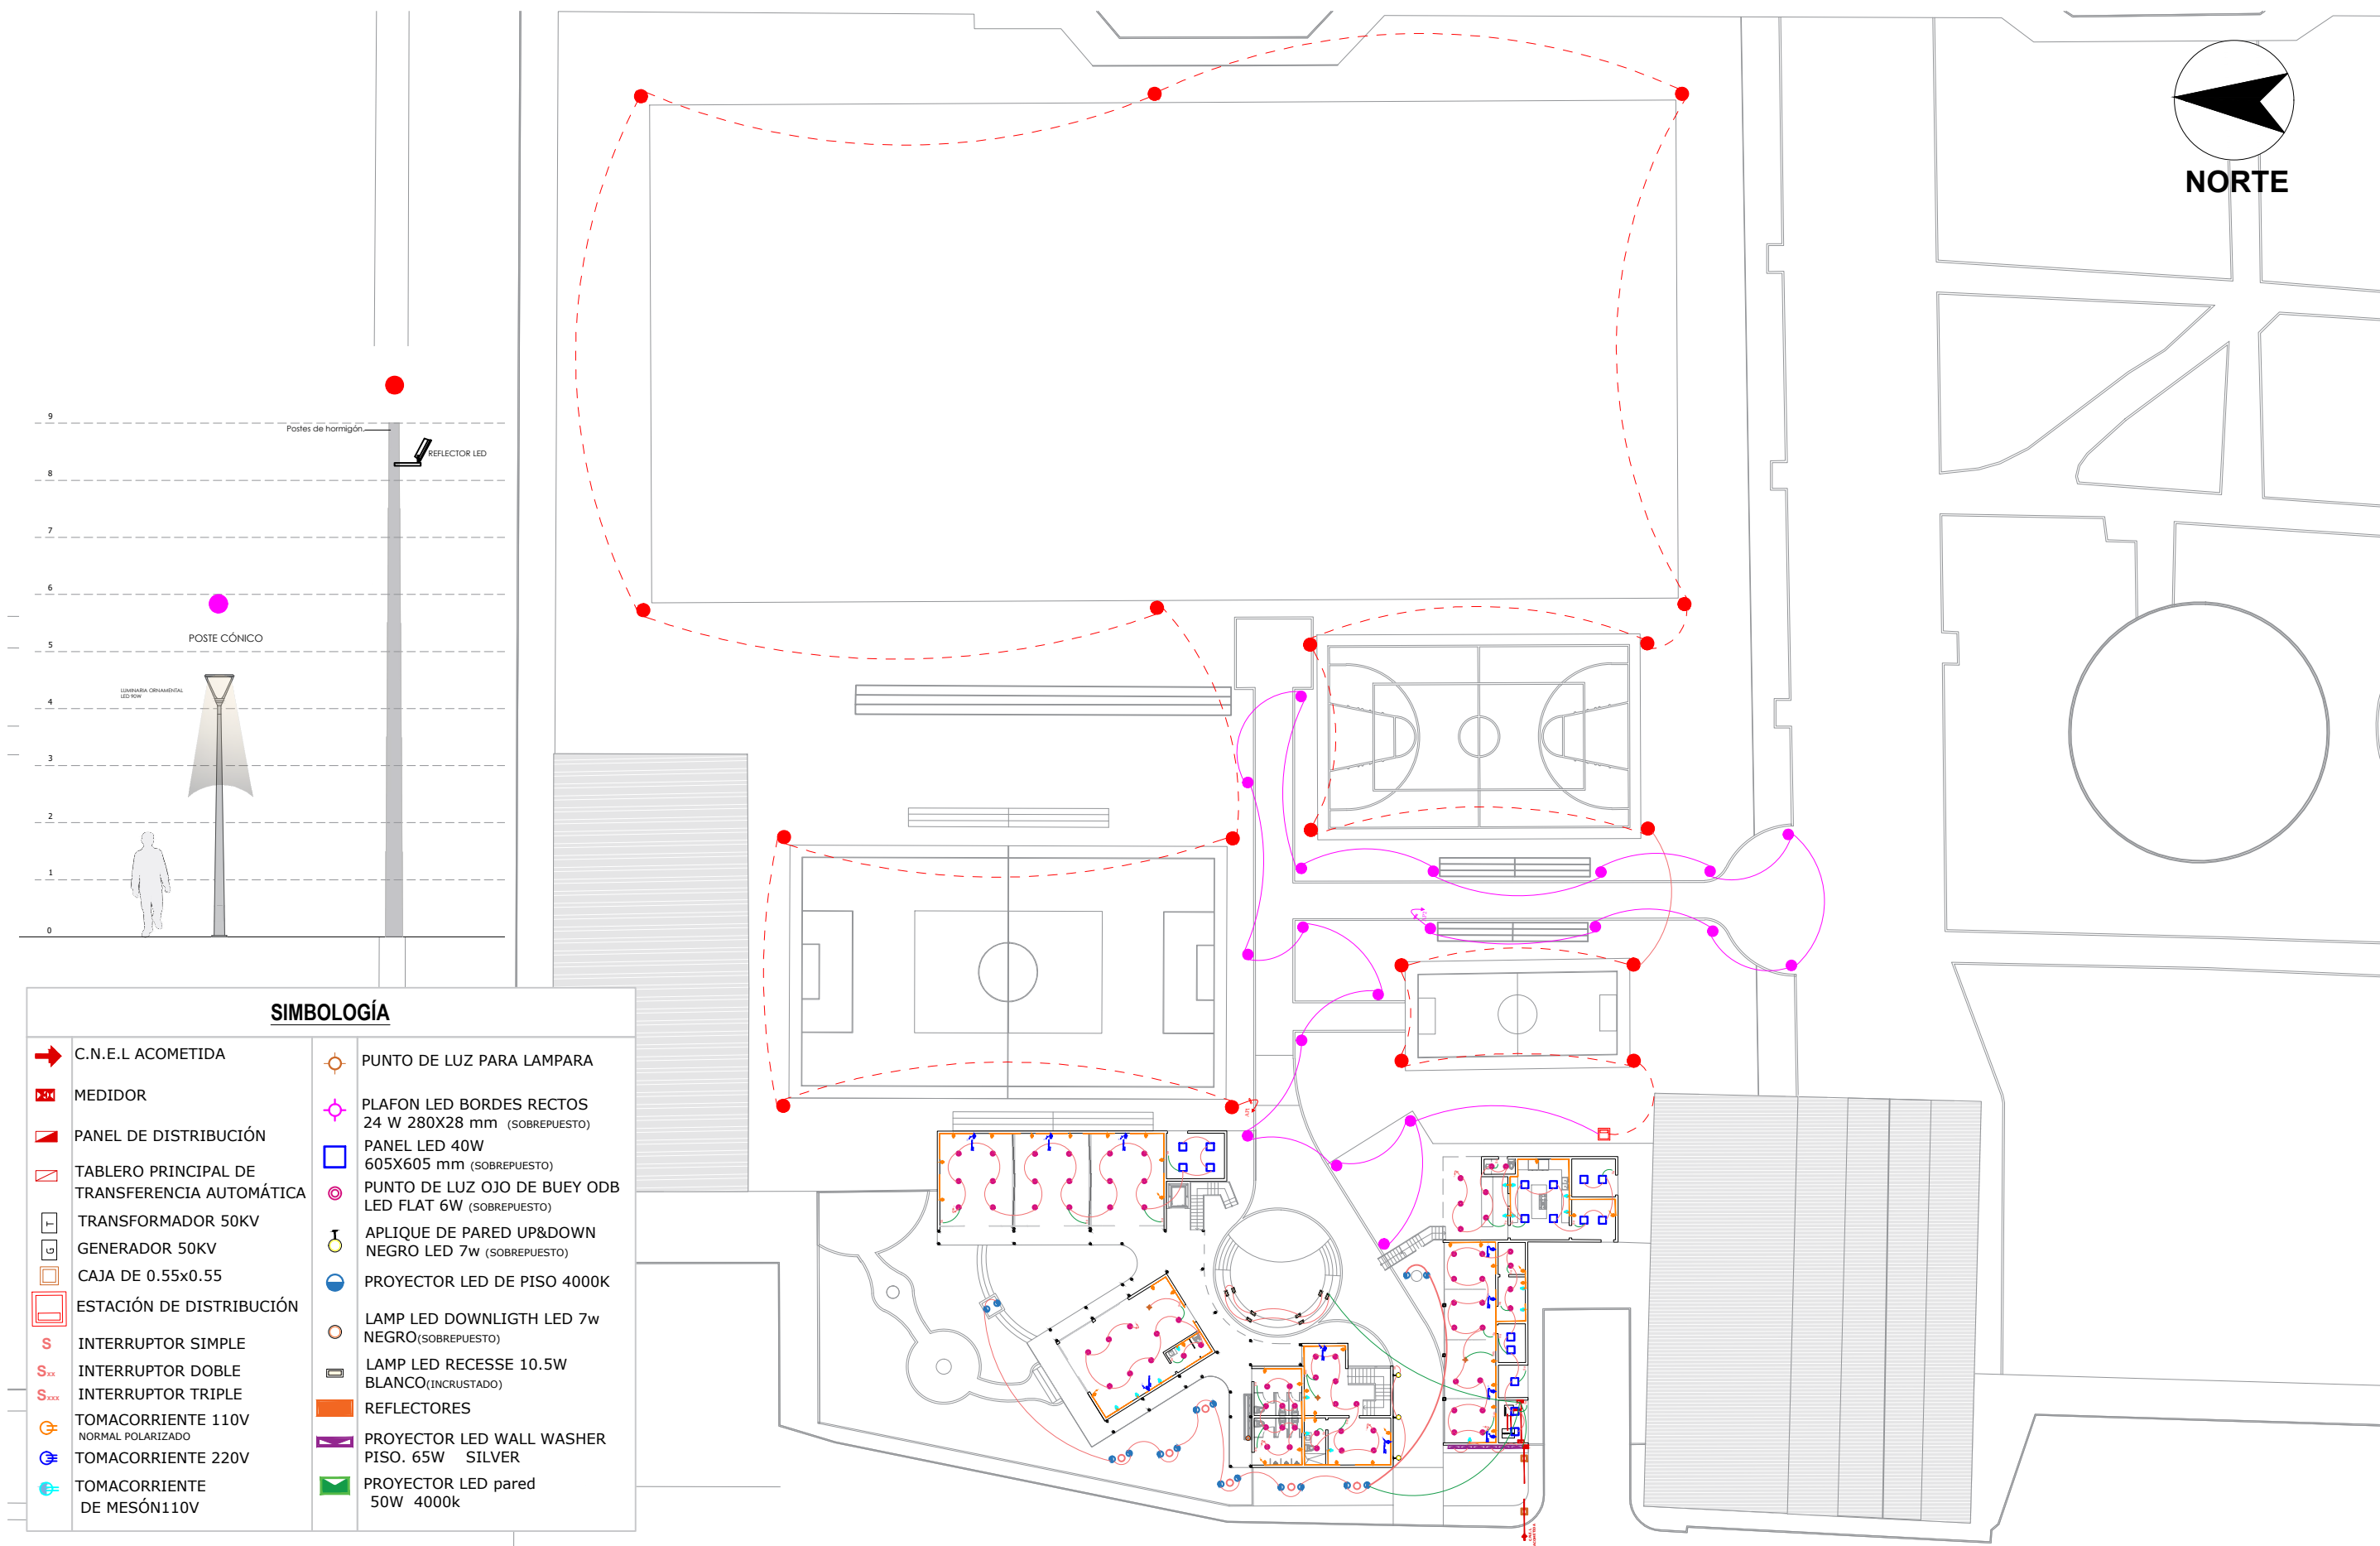 NORTE
9
Postes de hormigón
REFLECTOR LED
8
7
6
POSTE CÓNICO
5
LUMINARIA ORNAMENTAL
LED 90W
4
3
2
1
0
SIMBOLOGÍA
C.N.E.L ACOMETIDA
MEDIDOR
PANEL DE DISTRIBUCIÓN
TABLERO PRINCIPAL DE
TRANSFERENCIA AUTOMÁTICA
T TRANSFORMADOR 50KV
G GENERADOR 50KV
CAJA DE 0.55x0.55
ESTACIÓN DE DISTRIBUCIÓN
S INTERRUPTOR SIMPLE
Sxx INTERRUPTOR DOBLE
Sxxx INTERRUPTOR TRIPLE
TOMACORRIENTE 110V
NORMAL POLARIZADO
TOMACORRIENTE 220V
TOMACORRIENTE
DE MESÓN110V
PUNTO DE LUZ PARA LAMPARA
PLAFON LED BORDES RECTOS
24 W 280X28 mm (SOBREPUESTO)
PANEL LED 40W
605X605 mm (SOBREPUESTO)
PUNTO DE LUZ OJO DE BUEY ODB
LED FLAT 6W (SOBREPUESTO)
APLIQUE DE PARED UP&DOWN
NEGRO LED 7w (SOBREPUESTO)
PROYECTOR LED DE PISO 4000K
LAMP LED DOWNLIGTH LED 7w
NEGRO(SOBREPUESTO)
LAMP LED RECESSE 10.5W
BLANCO(INCRUSTADO)
REFLECTORES
PROYECTOR LED WALL WASHER
PISO. 65W SILVER
PROYECTOR LED pared
50W 4000k